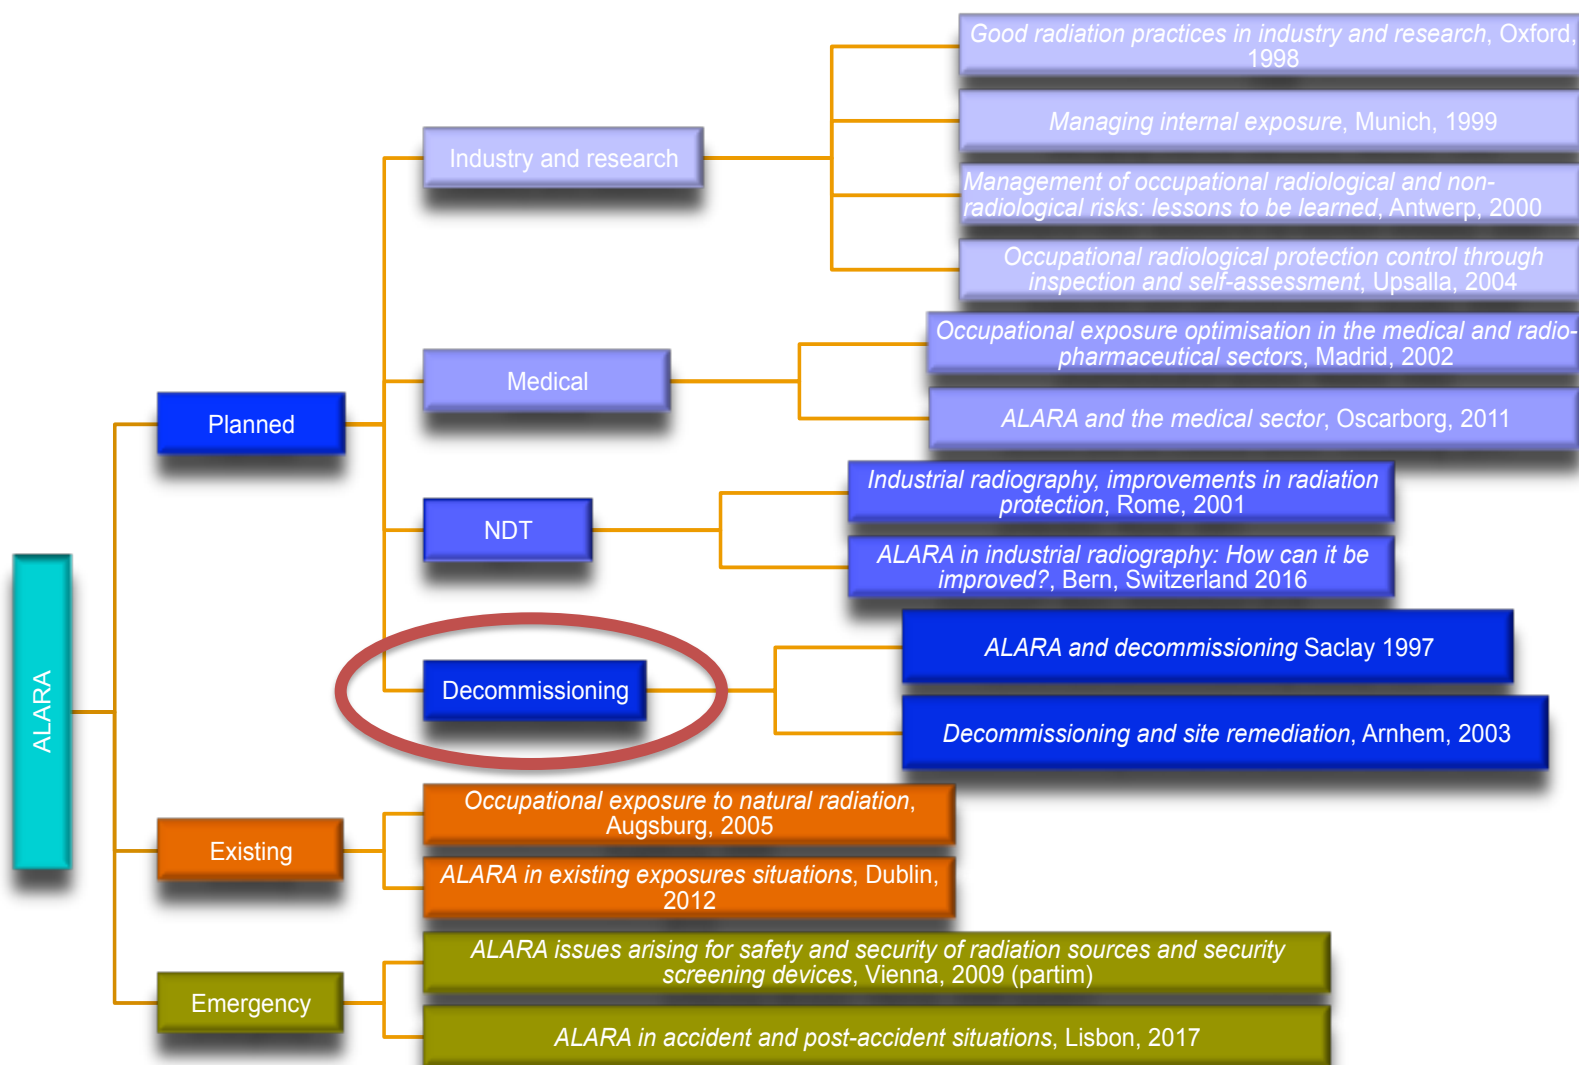 ALARA
Planned
Industry and research
Good radiation practices in industry and research, Oxford,
1998
Managing internal exposure, Munich, 1999
Management of occupational radiological and non-
radiological risks: lessons to be learned, Antwerp, 2000
Occupational radiological protection control through
inspection and self-assessment, Upsalla, 2004
Medical
Occupational exposure optimisation in the medical and radio-
pharmaceutical sectors, Madrid, 2002
ALARA and the medical sector, Oscarborg, 2011
NDT
Industrial radiography, improvements in radiation
protection, Rome, 2001
ALARA in industrial radiography: How can it be
improved?, Bern, Switzerland 2016
Decommissioning
ALARA and decommissioning Saclay 1997
Decommissioning and site remediation, Arnhem, 2003
Existing
Occupational exposure to natural radiation,
Augsburg, 2005
ALARA in existing exposures situations, Dublin,
2012
Emergency
ALARA issues arising for safety and security of radiation sources and security
screening devices, Vienna, 2009 (partim)
ALARA in accident and post-accident situations, Lisbon, 2017